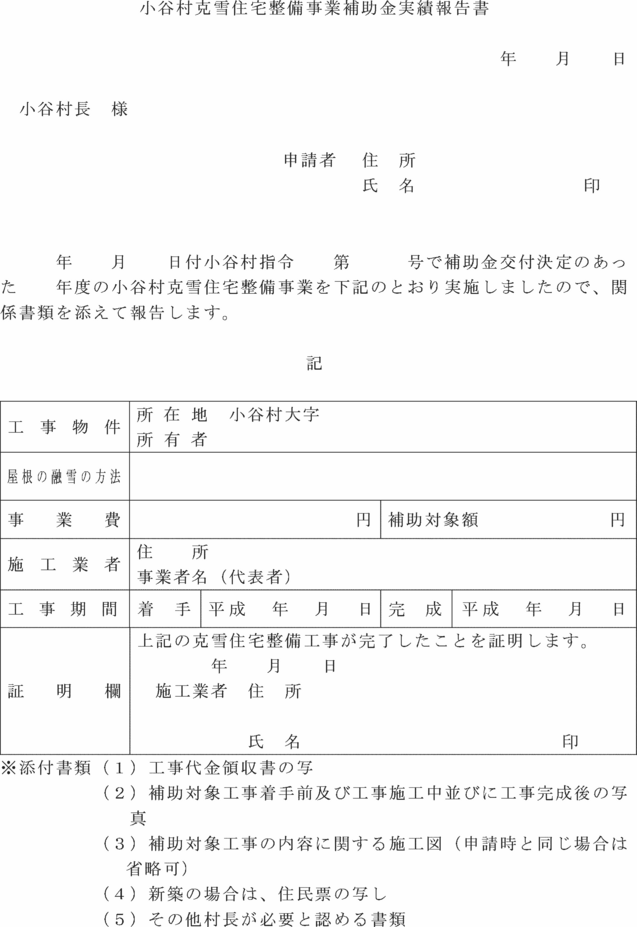 小谷村克雪住宅整備事業補助金実績報告書
年　　月　　日
小谷村長　様
申請者　住　所
氏　名　　　　　　　　　印
年　　月　　日付小谷村指令　　第　　　号で補助金交付決定のあっ
た　　年度の小谷村克雪住宅整備事業を下記のとおり実施しましたので、関
係書類を添えて報告します。
記
工事物件　所在地　小谷村大字
所有者
屋根の融雪の方法
事業費　円　補助対象額　円
施工業者　住　　所
事業者名（代表者）
工事期間　着　手　平成　年　月　日　完　成　平成　年　月　日
証明欄　上記の克雪住宅整備工事が完了したことを証明します。
年　　月　　日
施工業者　住　所
氏　名　　　　　　　　　印
※添付書類（１）工事代金領収書の写
（２）補助対象工事着手前及び工事施工中並びに工事完成後の写
真
（３）補助対象工事の内容に関する施工図（申請時と同じ場合は
省略可）
（４）新築の場合は、住民票の写し
（５）その他村長が必要と認める書類